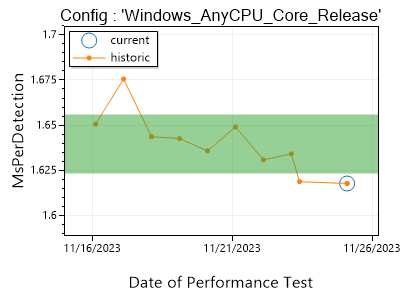 Config : 'Windows_AnyCPU_Core_Release'
1.7
current
historic
1.675
1.65
1.625
1.6
MsPerDetection
11/16/2023
11/21/2023
11/26/2023
Date of Performance Test